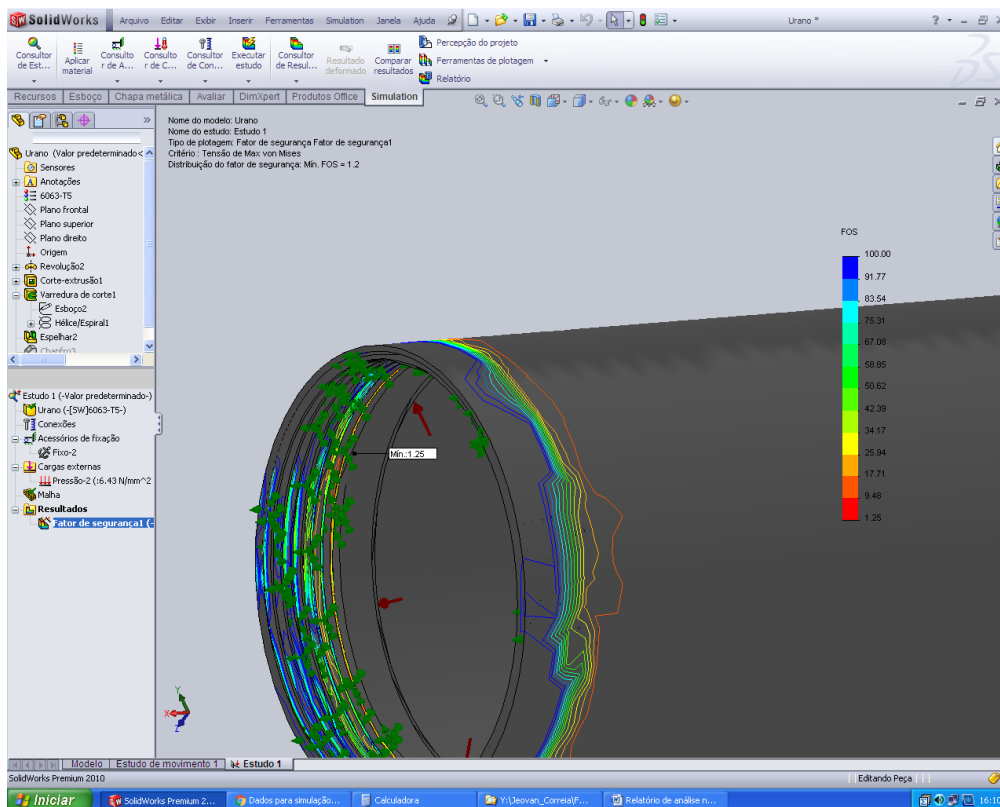 SolidWorks Arquivo Editar Exibir Inserir Ferramentas Simulation Janela Ajuda Urano *
Consultor de Est...
Aplicar material
Consulto r de A...
Consulto r de C...
Consultor de Con...
Executar estudo
Consultor de Resul...
Resultado deformado
Comparar resultados
Percepção do projeto
Ferramentas de plotagem
Relatório
Recursos Esboço Chapa metálica Avaliar DimXpert Produtos Office Simulation
Urano (Valor predeterminado<
Sensores
Anotações
6063-T5
Plano frontal
Plano superior
Plano direito
Origem
Revolução2
Corte-extrusão1
Varredura de corte1
Esboço2
Hélice/Espiral1
Espelhar2
Chanfro3
Estudo 1 (-Valor predeterminado-)
Urano (-[SW]6063-T5-)
Conexões
Acessórios de fixação
Fixo-2
Cargas externas
Pressão-2 (:6.43 N/mm^2
Malha
Resultados
Fator de segurança1 (-
Nome do modelo: Urano
Nome do estudo: Estudo 1
Tipo de plotagem: Fator de segurança Fator de segurança1
Critério : Tensão de Max von Mises
Distribuição do fator de segurança: Mín. FOS = 1.2
Mín.:1.25
FOS
100.00
91.77
83.54
75.31
67.08
58.85
50.62
42.39
34.17
25.94
17.71
9.48
1.25
Y
X
Z
Modelo Estudo de movimento 1 Estudo 1
SolidWorks Premium 2010 Editando Peça
Iniciar SolidWorks Premium 2... Dados para simulação... Calculadora Y:\Jeovan_Correia\F... Relatório de análise n... 16:10